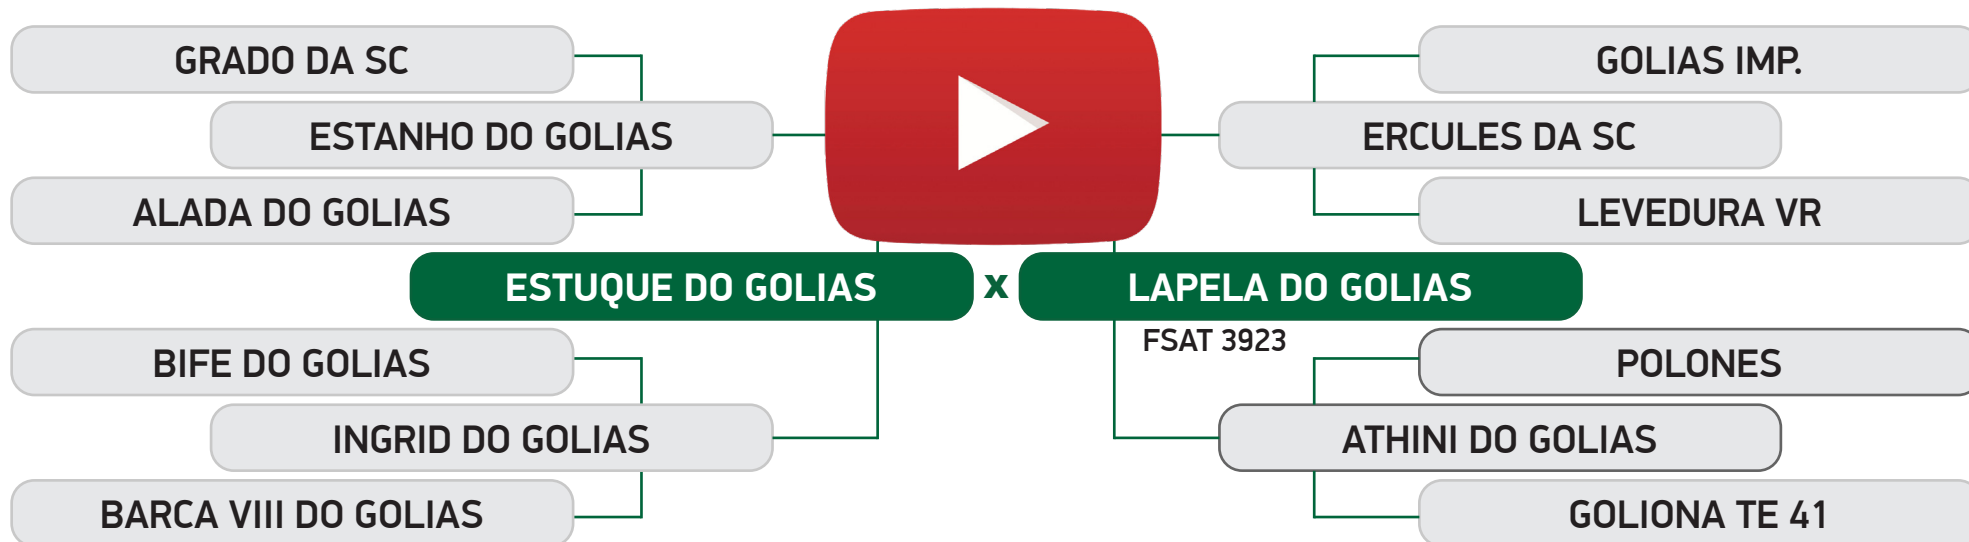 GRADO DA SC
GOLIAS IMP.
ESTANHO DO GOLIAS
ERCULES DA SC
ALADA DO GOLIAS
LEVEDURA VR
ESTUQUE DO GOLIAS x LAPELA DO GOLIAS
FSAT 3923
BIFE DO GOLIAS
POLONES
INGRID DO GOLIAS
ATHINI DO GOLIAS
BARCA VIII DO GOLIAS
GOLIONA TE 41